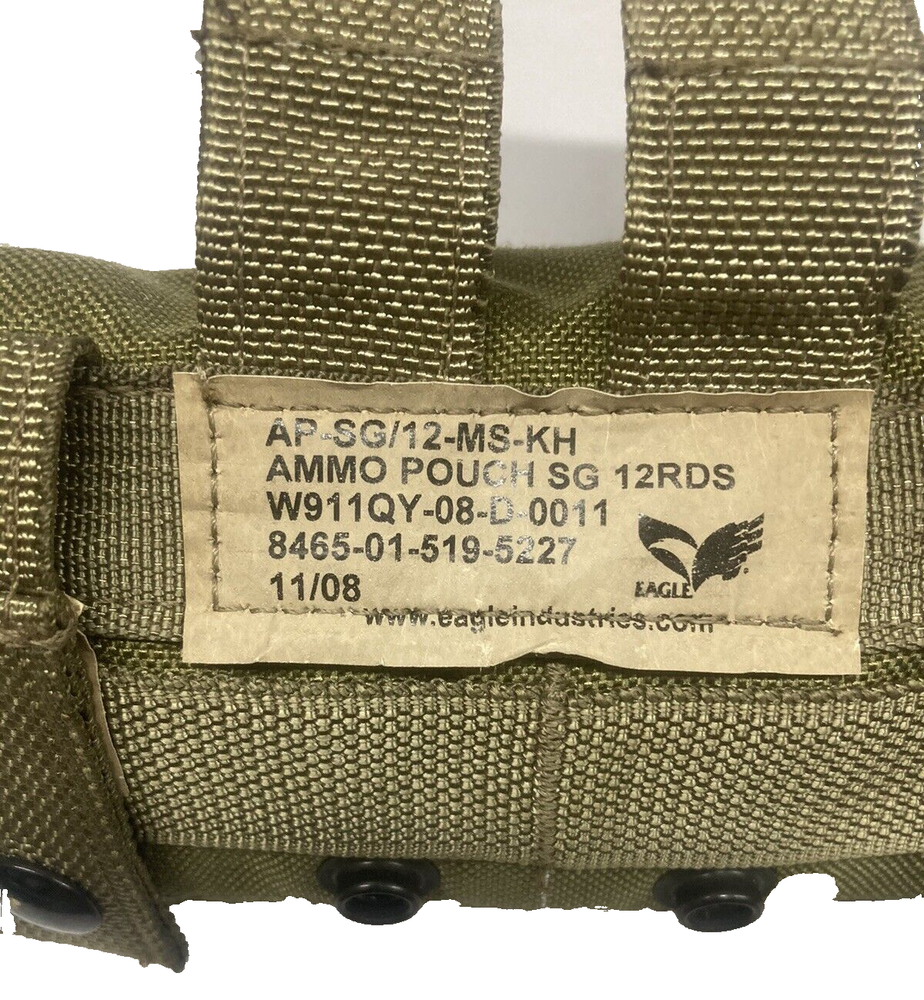 AP-SG/12-MS-KH
AMMO POUCH SG 12RDS
W911QY-08-D-0011
8465-01-519-5227
11/08
EAGLE
www.eagleindustries.com